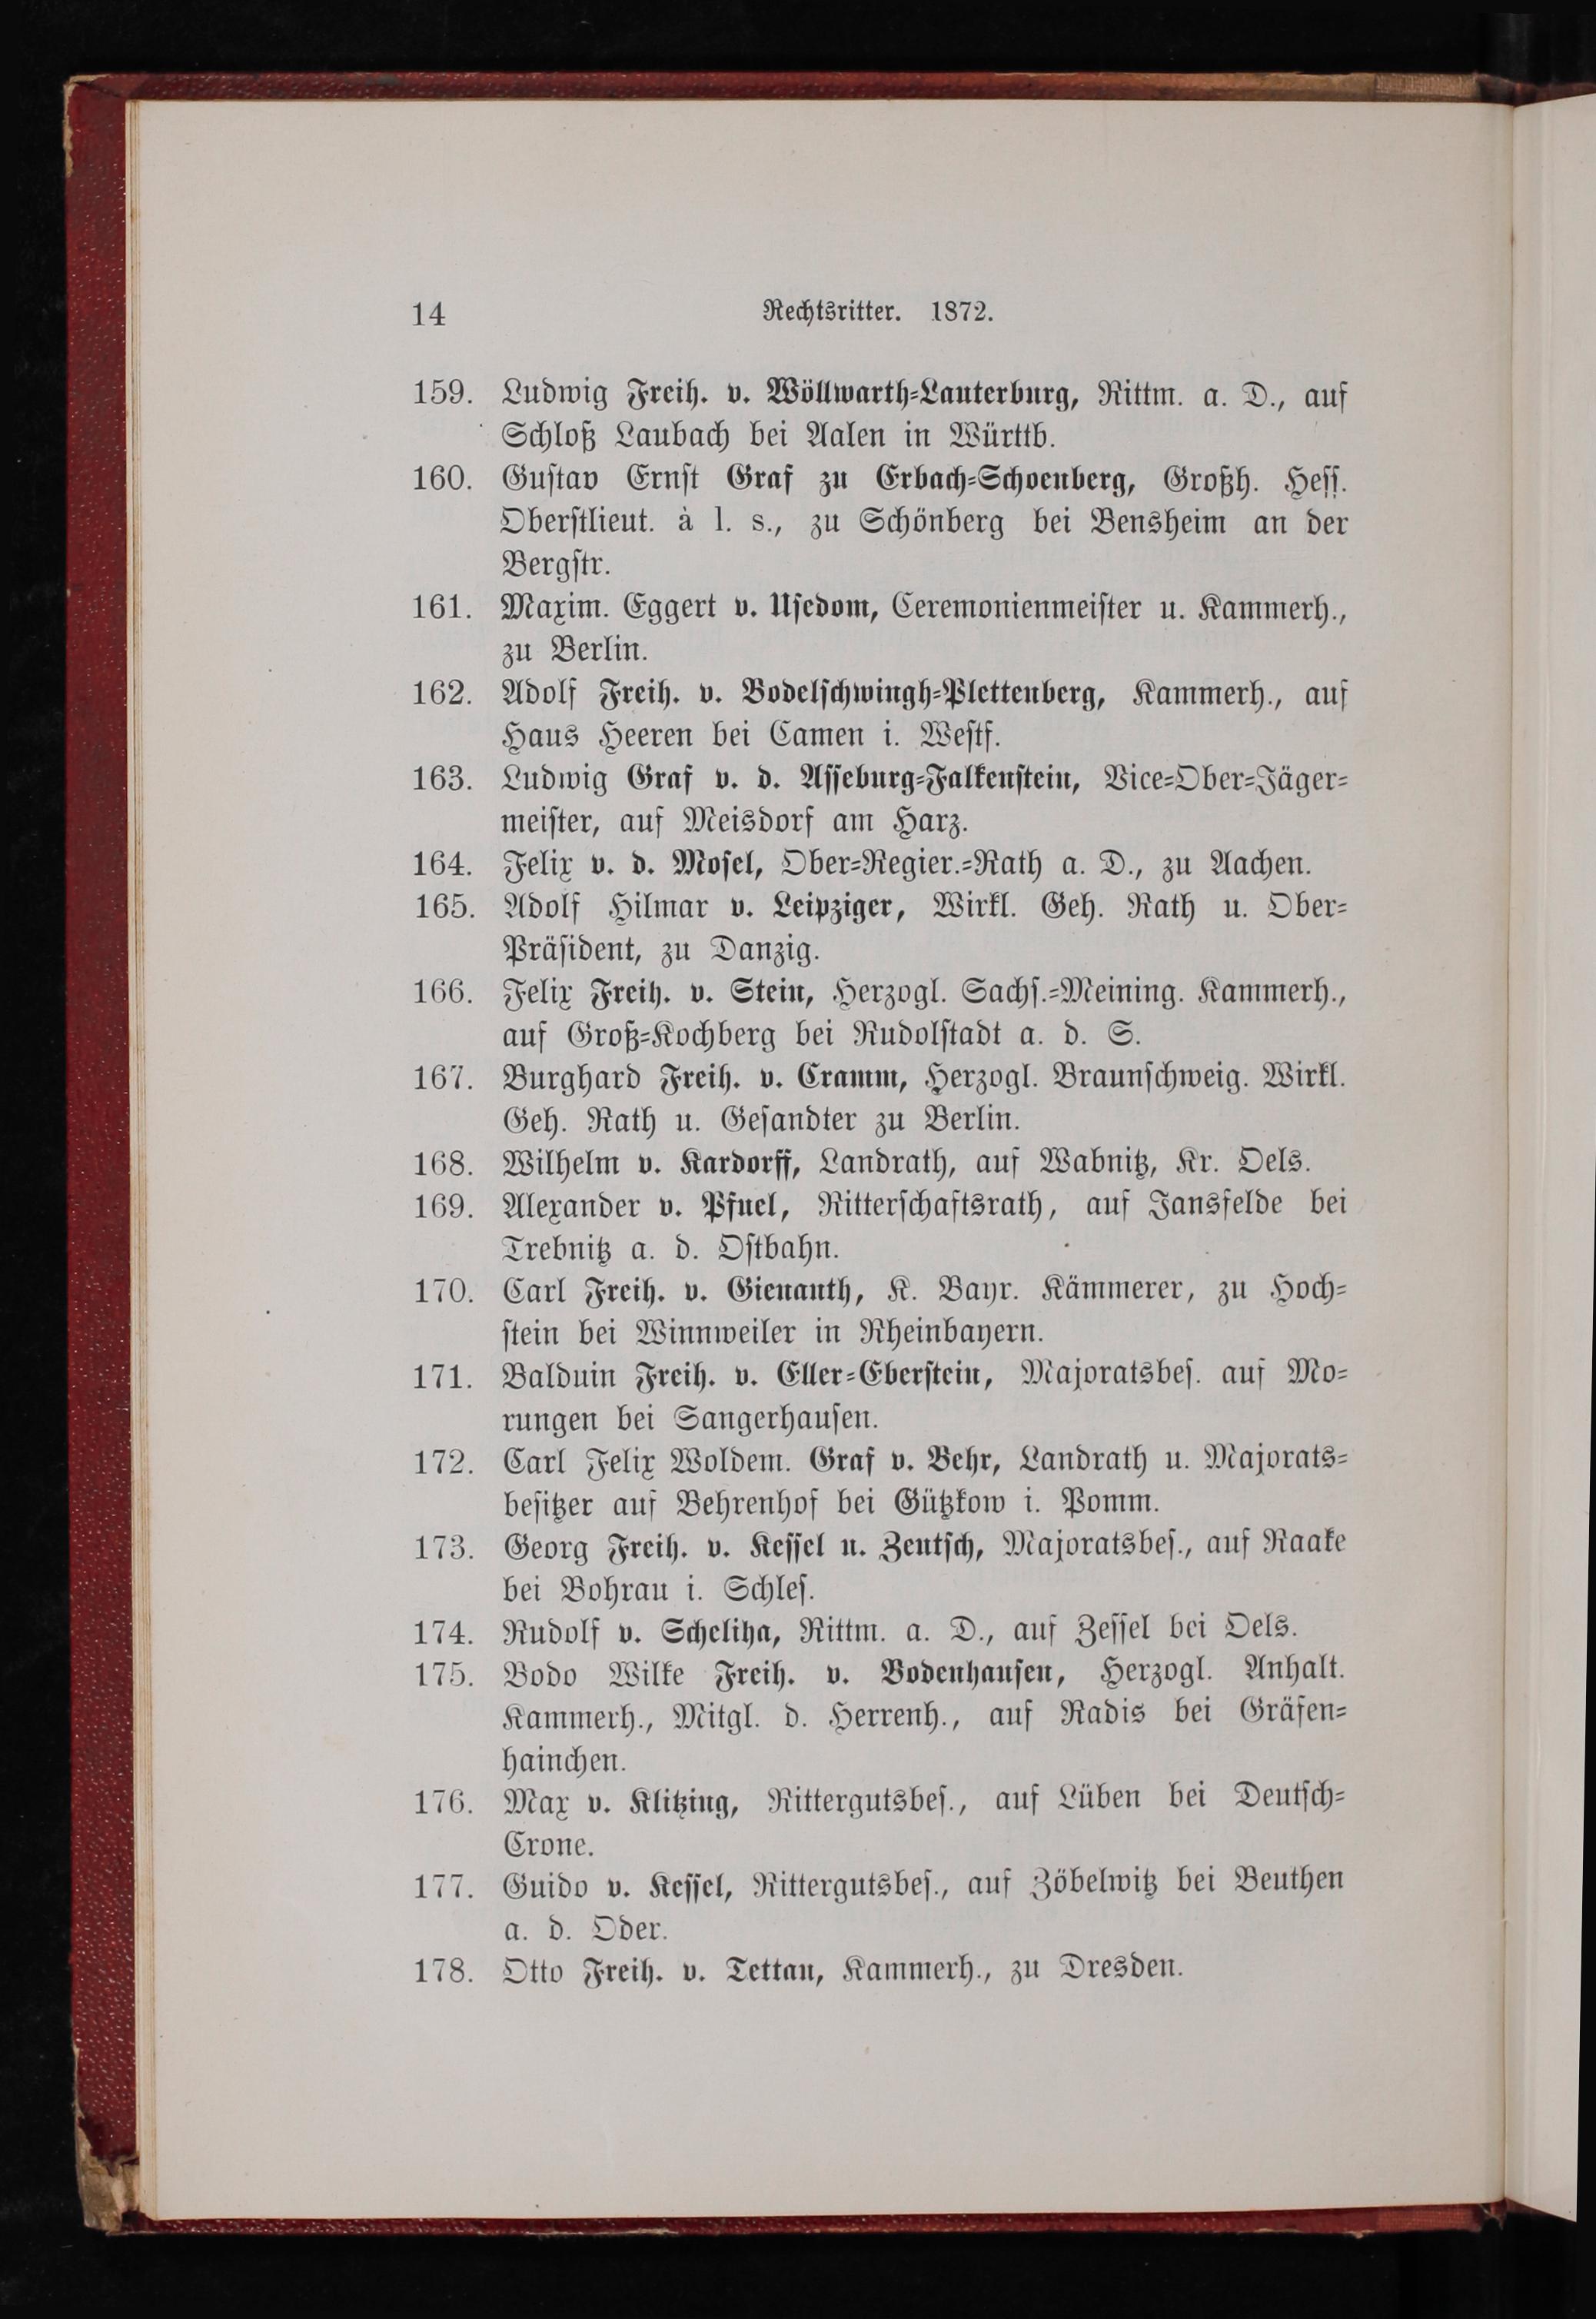 14
Rechtsritter. 1872.
159. Ludwig Freih. v. Wöllwarth-Lauterburg, Rittm. a. D., auf
Schloß Laubach bei Aalen in Württb.
160. Gustav Ernst Graf zu Erbach-Schoenberg, Großh. Hess.
Oberstlieut. à l. s., zu Schönberg bei Bensheim an der
Bergstr.
161. Maxim. Eggert v. Usedom, Ceremonienmeister u. Kammerh.,
zu Berlin.
162. Adolf Freih. v. Bodelschwingh-Plettenberg, Kammerh., auf
Haus Heeren bei Camen i. Westf.
163. Ludwig Graf v. d. Asseburg-Falkenstein, Vice-Ober-Jäger-
meister, auf Meisdorf am Harz.
164. Felix v. d. Mosel, Ober-Regier.-Rath a. D., zu Aachen.
165. Adolf Hilmar v. Leipziger, Wirkl. Geh. Rath u. Ober-
Präsident, zu Danzig.
166. Felix Freih. v. Stein, Herzogl. Sachs.-Meining. Kammerh.,
auf Groß-Kochberg bei Rudolstadt a. d. S.
167. Burghard Freih. v. Cramm, Herzogl. Braunschweig. Wirkl.
Geh. Rath u. Gesandter zu Berlin.
168. Wilhelm v. Kardorff, Landrath, auf Wabnitz, Kr. Oels.
169. Alexander v. Pfuel, Ritterschaftsrath, auf Jansfelde bei
Trebnitz a. d. Ostbahn.
170. Carl Freih. v. Gienanth, K. Bayr. Kämmerer, zu Hoch-
stein bei Winnweiler in Rheinbayern.
171. Balduin Freih. v. Eller-Eberstein, Majoratsbes. auf Mo-
rungen bei Sangerhausen.
172. Carl Felix Woldem. Graf v. Behr, Landrath u. Majorats-
besitzer auf Behrenhof bei Gützkow i. Pomm.
173. Georg Freih. v. Kessel u. Zeutsch, Majoratsbes., auf Raake
bei Bohrau i. Schles.
174. Rudolf v. Scheliha, Rittm. a. D., auf Zessel bei Oels.
175. Bodo Wilke Freih. v. Bodenhausen, Herzogl. Anhalt.
Kammerh., Mitgl. d. Herrenh., auf Radis bei Gräfen-
hainchen.
176. Max v. Klitzing, Rittergutsbes., auf Lüben bei Deutsch-
Crone.
177. Guido v. Kessel, Rittergutsbes., auf Zöbelwitz bei Beuthen
a. d. Oder.
178. Otto Freih. v. Tettau, Kammerh., zu Dresden.